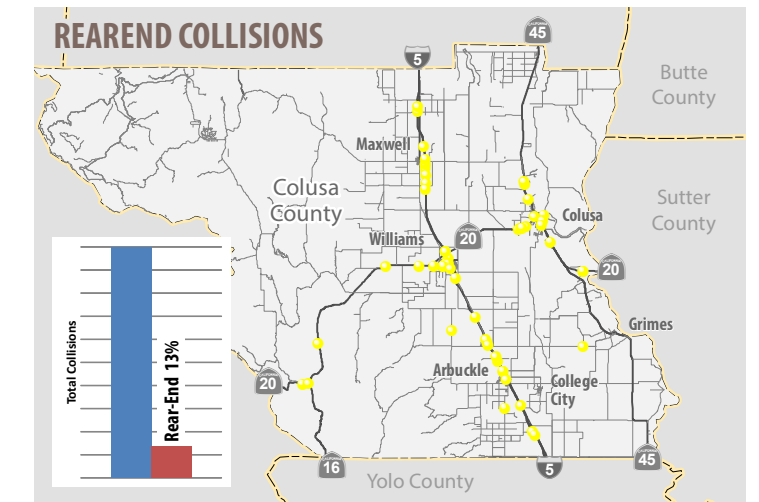 REAREND COLLISIONS
5
45
Butte
County
Maxwell
Colusa
County
Sutter
County
Colusa
Williams
20
20
Total Collisions
Rear-End 13%
Grimes
Arbuckle
College
City
20
16
Yolo County
5
45